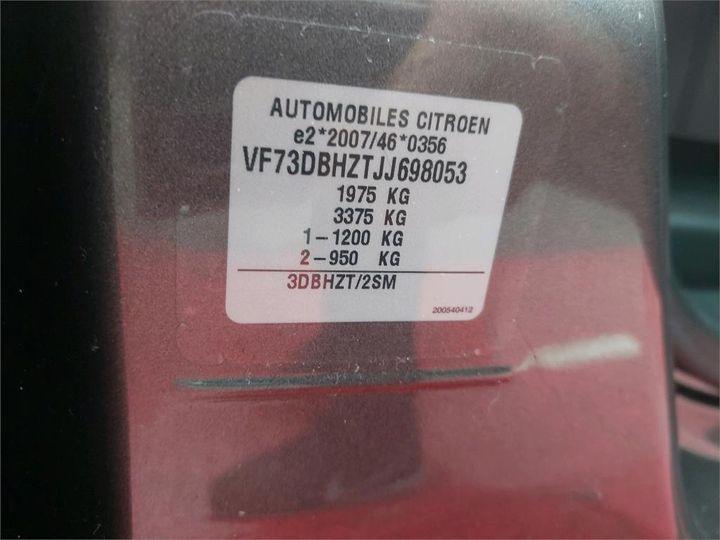 AUTOMOBILES CITROEN
e2*2007/46*0356
VF73DBHZTJJ698053
1975 KG
3375 KG
1-1200 KG
2-950 KG
3DBHZT/2SM
200540412